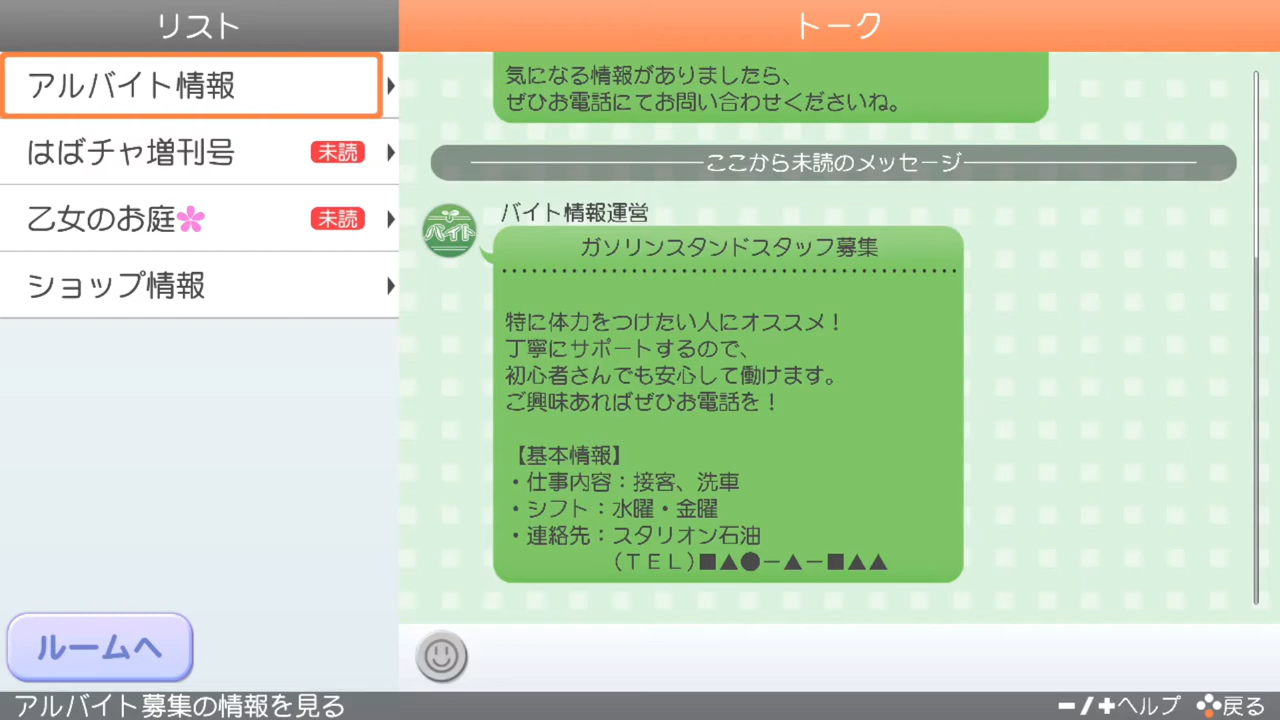 リスト
トーク
アルバイト情報
はばチャ増刊号 未読
乙女のお庭 未読
ショップ情報
ルームへ
気になる情報がありましたら、
ぜひお電話にてお問い合わせくださいね。
ここから未読のメッセージ
バイト
バイト情報運営
ガソリンスタンドスタッフ募集
特に体力をつけたい人にオススメ！
丁寧にサポートするので、
初心者さんでも安心して働けます。
ご興味あればぜひお電話を！
【基本情報】
・仕事内容：接客、洗車
・シフト：水曜・金曜
・連絡先：スタリオン石油
（ＴＥＬ）■▲●－▲－■▲▲
アルバイト募集の情報を見る
−/+ヘルプ 戻る